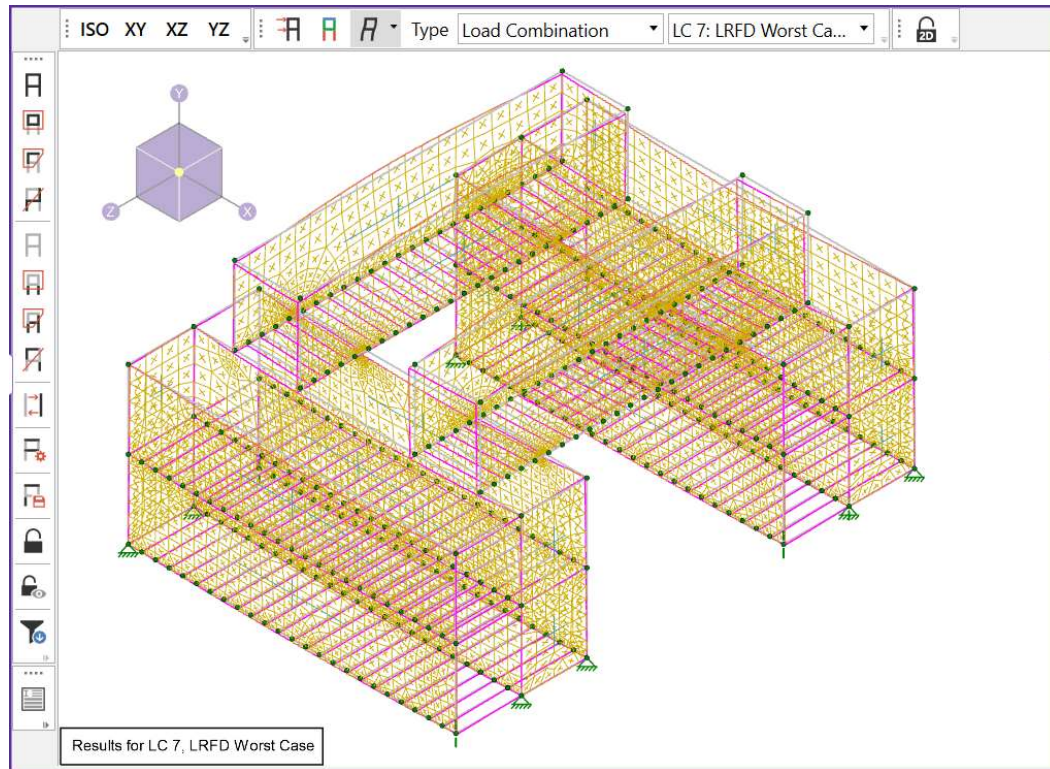 ISO XY XZ YZ Type Load Combination LC 7: LRFD Worst Ca... 2D
Y
Z X
Results for LC 7, LRFD Worst Case